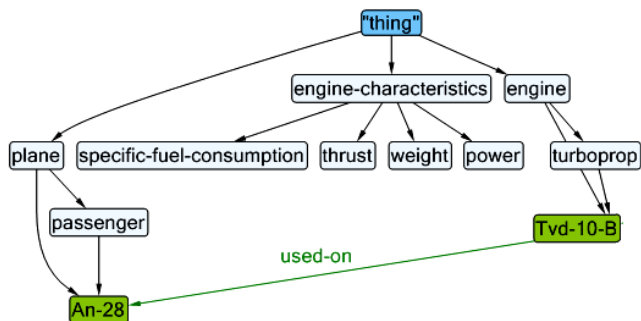 "thing"
engine-characteristics
engine
plane
specific-fuel-consumption
thrust
weight
power
turboprop
passenger
Tvd-10-B
used-on
An-28